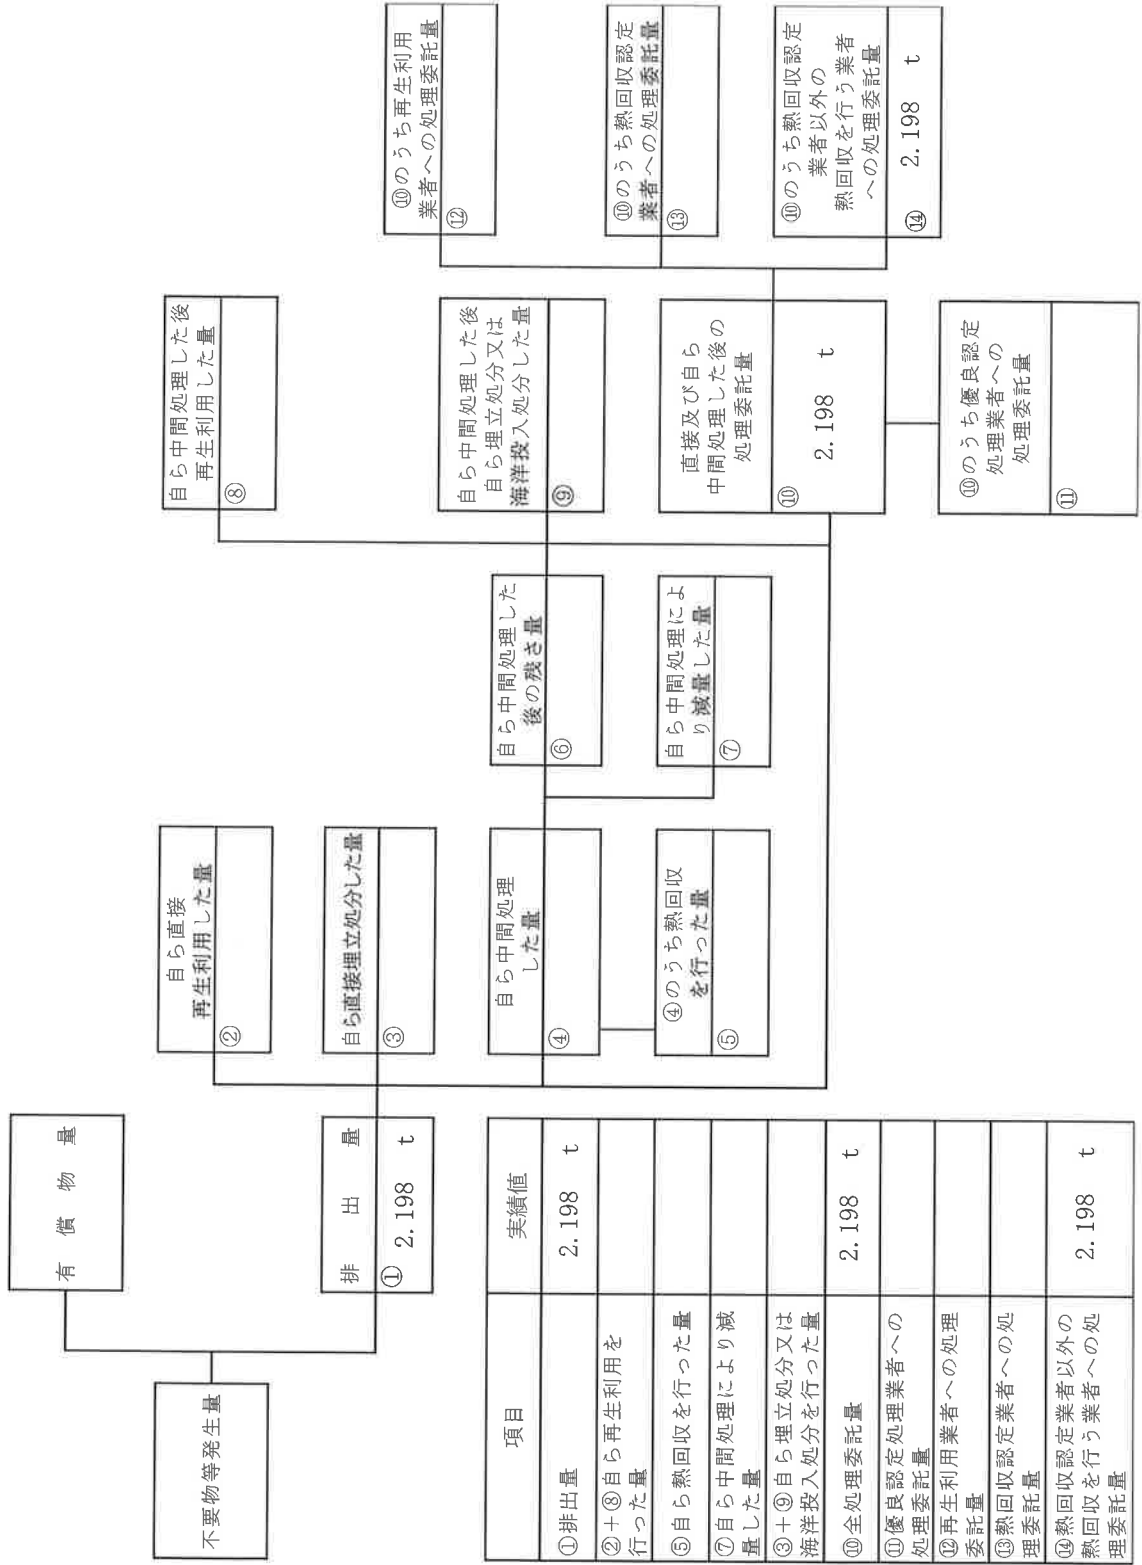 不要物等発生量
有償物量
排出量
① 2.198 t
自ら直接
再生利用した量
②
自ら直接埋立処分した量
③
自ら中間処理
した量
④
④のうち熱回収
を行った量
⑤
自ら中間処理した
後の残さ量
⑥
自ら中間処理によ
り減量した量
⑦
自ら中間処理した後
再生利用した量
⑧
自ら中間処理した後
自ら埋立処分又は
海洋投入処分した量
⑨
直接及び自ら
中間処理した後の
処理委託量
⑩ 2.198 t
⑩のうち優良認定
処理業者への
処理委託量
⑪
⑩のうち再生利用
業者への処理委託量
⑫
⑩のうち熱回収認定
業者への処理委託量
⑬
⑩のうち熱回収認定
業者以外の
熱回収を行う業者
への処理委託量
⑭ 2.198 t
項目 実績値
①排出量 2.198 t
②+⑧自ら再生利用を
行った量
⑤自ら熱回収を行った量
⑦自ら中間処理により減
量した量
③+⑨自ら埋立処分又は
海洋投入処分を行った量
⑩全処理委託量 2.198 t
⑪優良認定処理業者への
処理委託量
⑫再生利用業者への処理
委託量
⑬熱回収認定業者への処
理委託量
⑭熱回収認定業者以外の
熱回収を行う業者への処
理委託量 2.198 t